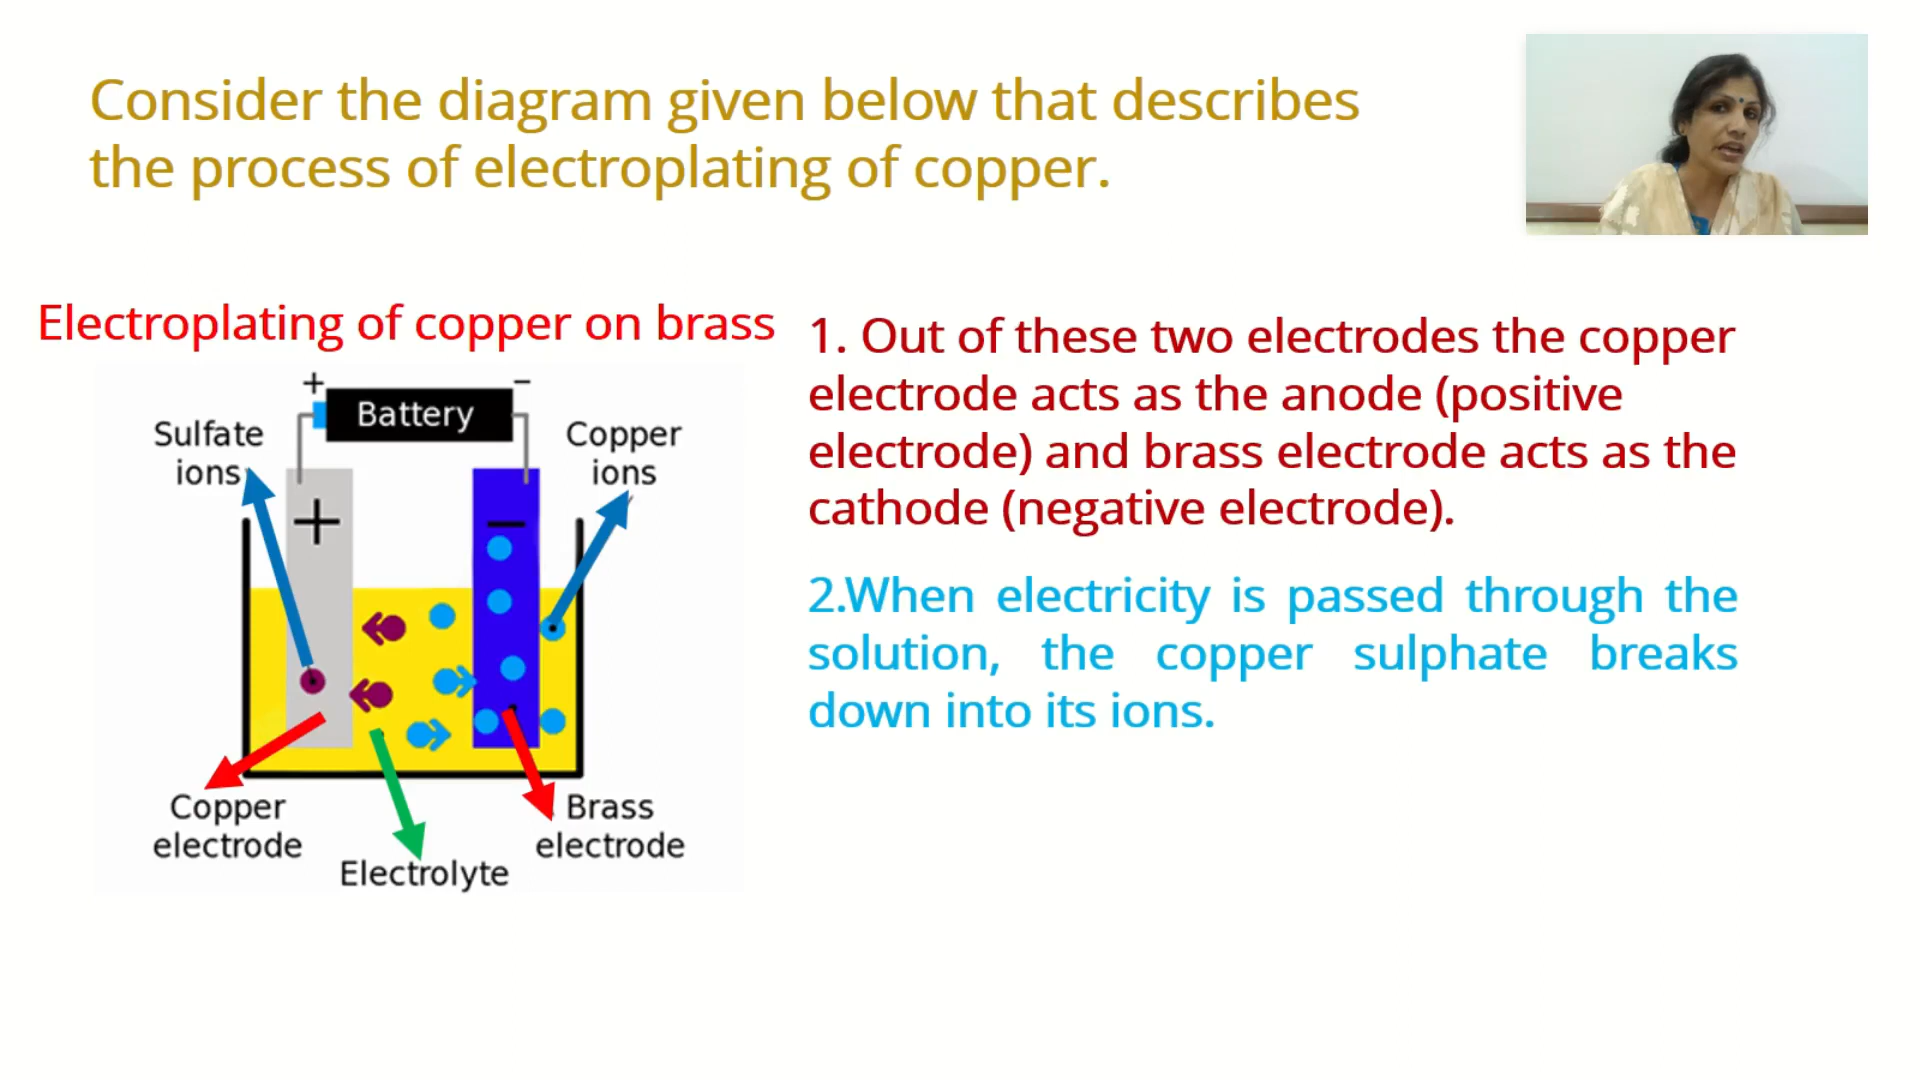 Consider the diagram given below that describes
the process of electroplating of copper.
Electroplating of copper on brass
+ −
Battery
Sulfate
ions
Copper
ions
+ −
Copper
electrode
Electrolyte
Brass
electrode
1. Out of these two electrodes the copper
electrode acts as the anode (positive
electrode) and brass electrode acts as the
cathode (negative electrode).
2.When electricity is passed through the
solution, the copper sulphate breaks
down into its ions.